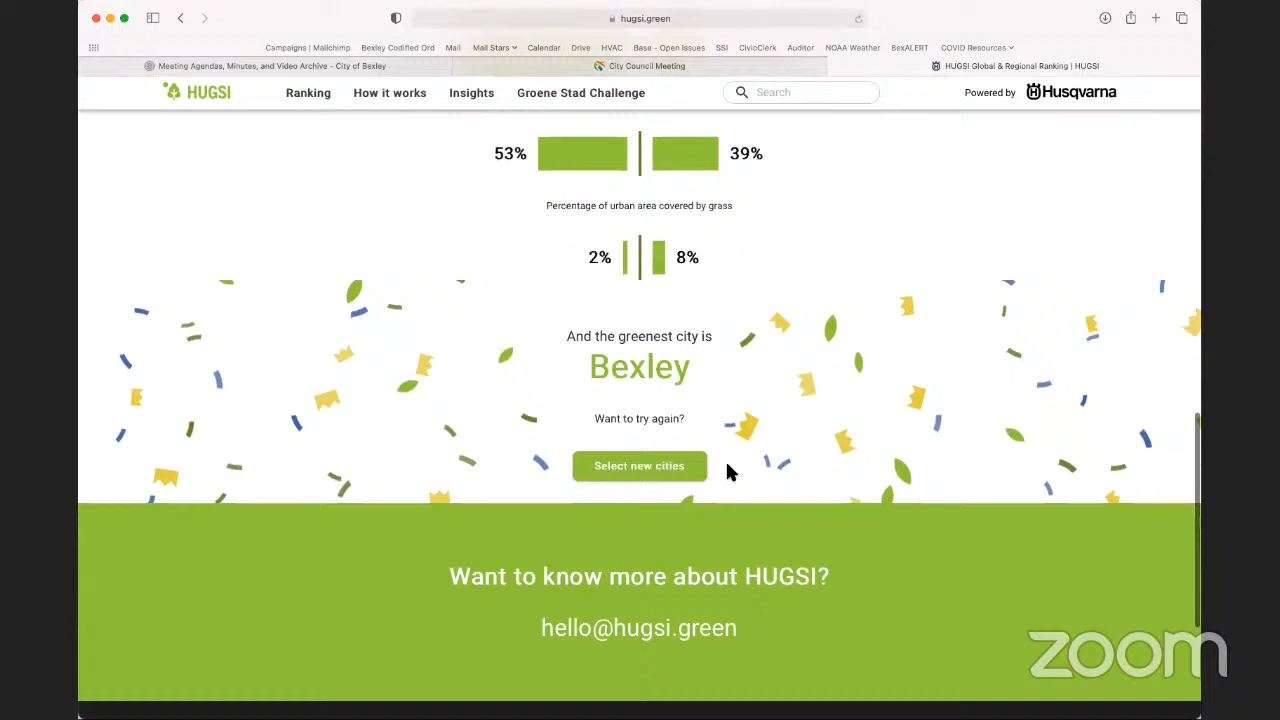 hugsi.green
Campaigns | Mailchimp Bexley Codified Ord Mail Mail Stars Calendar Drive HVAC Base - Open Issues SSI CivicClerk Auditor NOAA Weather BexALERT COVID Resources
Meeting Agendas, Minutes, and Video Archive - City of Bexley City Council Meeting HUGSI Global & Regional Ranking | HUGSI
HUGSI Ranking How it works Insights Groene Stad Challenge Search Powered by Husqvarna
53% 39%
Percentage of urban area covered by grass
2% 8%
And the greenest city is
Bexley
Want to try again?
Select new cities
Want to know more about HUGSI?
hello@hugsi.green
zoom